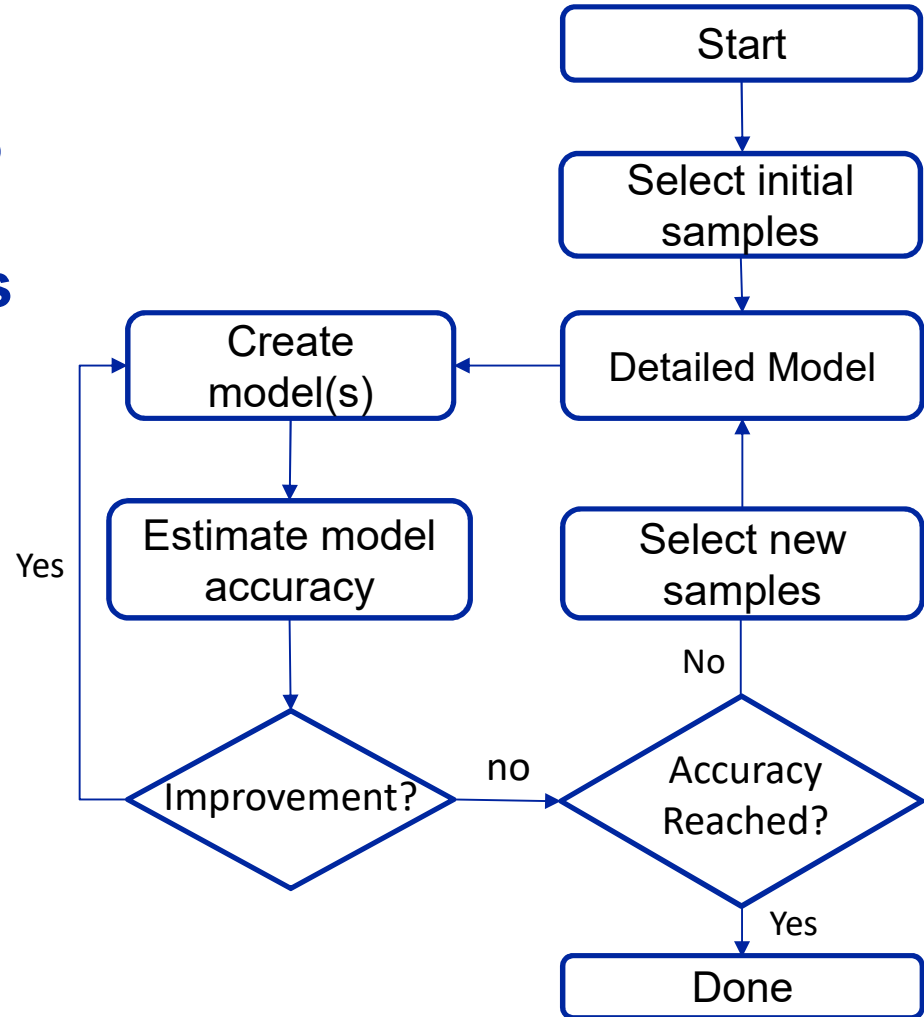 Start
Select initial
samples
s
Create
model(s)
Detailed Model
Estimate model
accuracy
Select new
samples
Yes
No
Improvement?
no
Accuracy
Reached?
Yes
Done